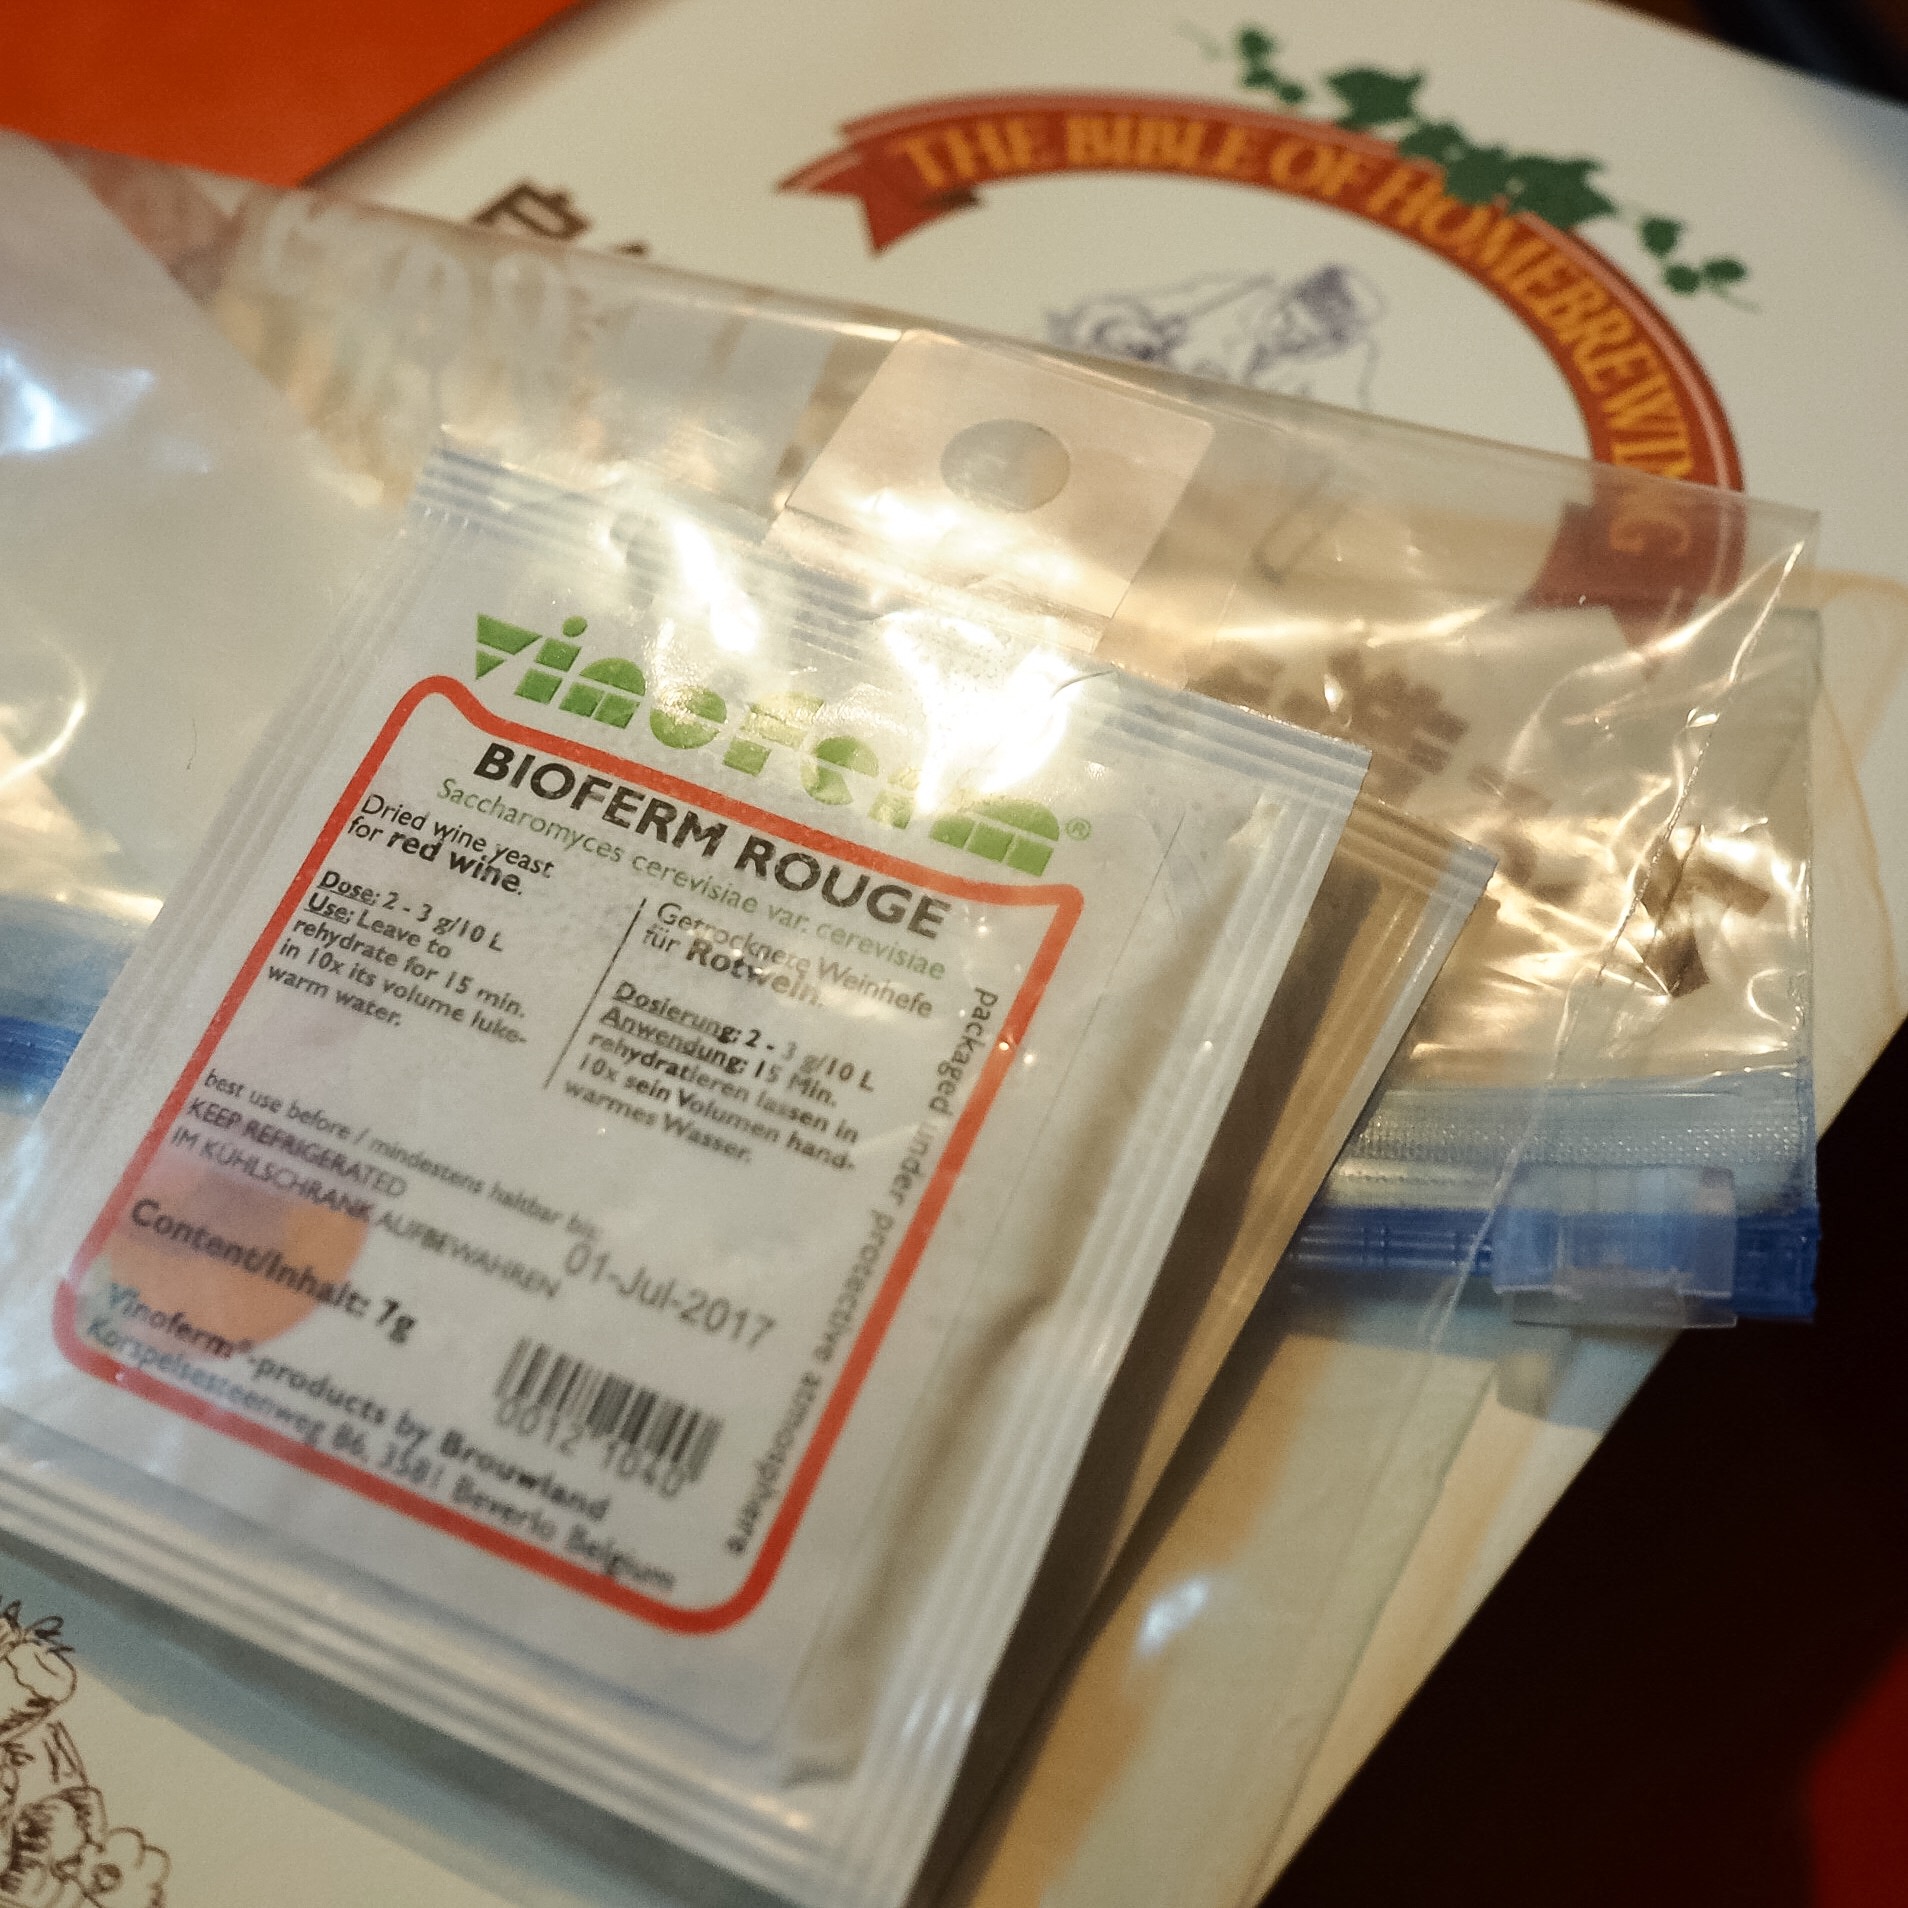 THE BIBLE OF HOMEBREWING
vinoferm®
BIOFERM ROUGE
Saccharomyces cerevisiae var. cerevisiae
Dried wine yeast
for red wine.
Dose: 2 - 3 g/10 L
Use: Leave to
rehydrate for 15 min.
in 10x its volume luke-
warm water.
Getrocknete Weinhefe
für Rotwein.
Dosierung: 2 - 3 g/10 L
Anwendung: 15 Min.
rehydratieren lassen in
10x sein Volumen hand-
warmes Wasser.
packaged under protective atmosphere
best use before / mindestens haltbar bis:
KEEP REFRIGERATED
IM KÜHLSCHRANK AUFBEWAHREN
01-Jul-2017
Content/Inhalt: 7g
0012 1040
Vinoferm®-products by Brouwland
Korspelsesteenweg 86, 3581 Beverlo Belgium